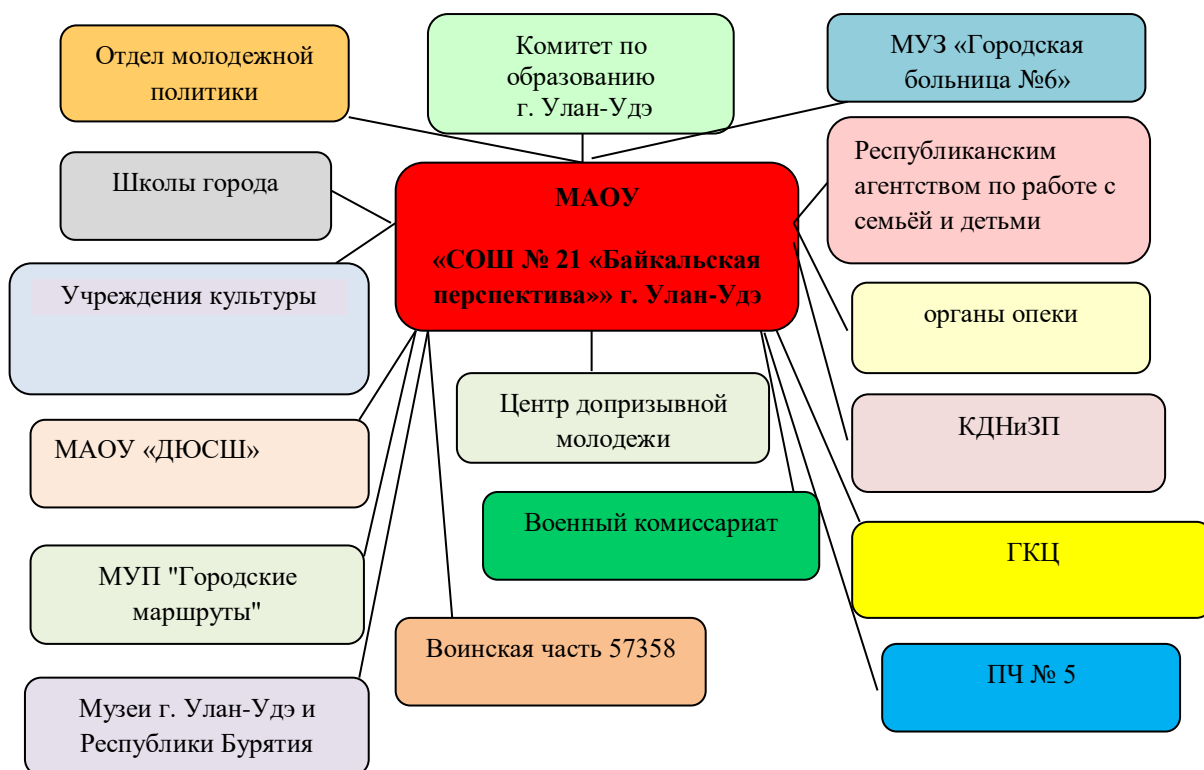 Отдел молодежной
политики
Комитет по
образованию
г. Улан-Удэ
МУЗ «Городская
больница №6»
Школы города
МАОУ
«СОШ № 21 «Байкальская
перспектива»» г. Улан-Удэ
Республиканским
агентством по работе с
семьёй и детьми
Учреждения культуры
органы опеки
Центр допризывной
молодежи
КДНиЗП
МАОУ «ДЮСШ»
Военный комиссариат
ГКЦ
МУП "Городские
маршруты"
Воинская часть 57358
ПЧ № 5
Музеи г. Улан-Удэ и
Республики Бурятия